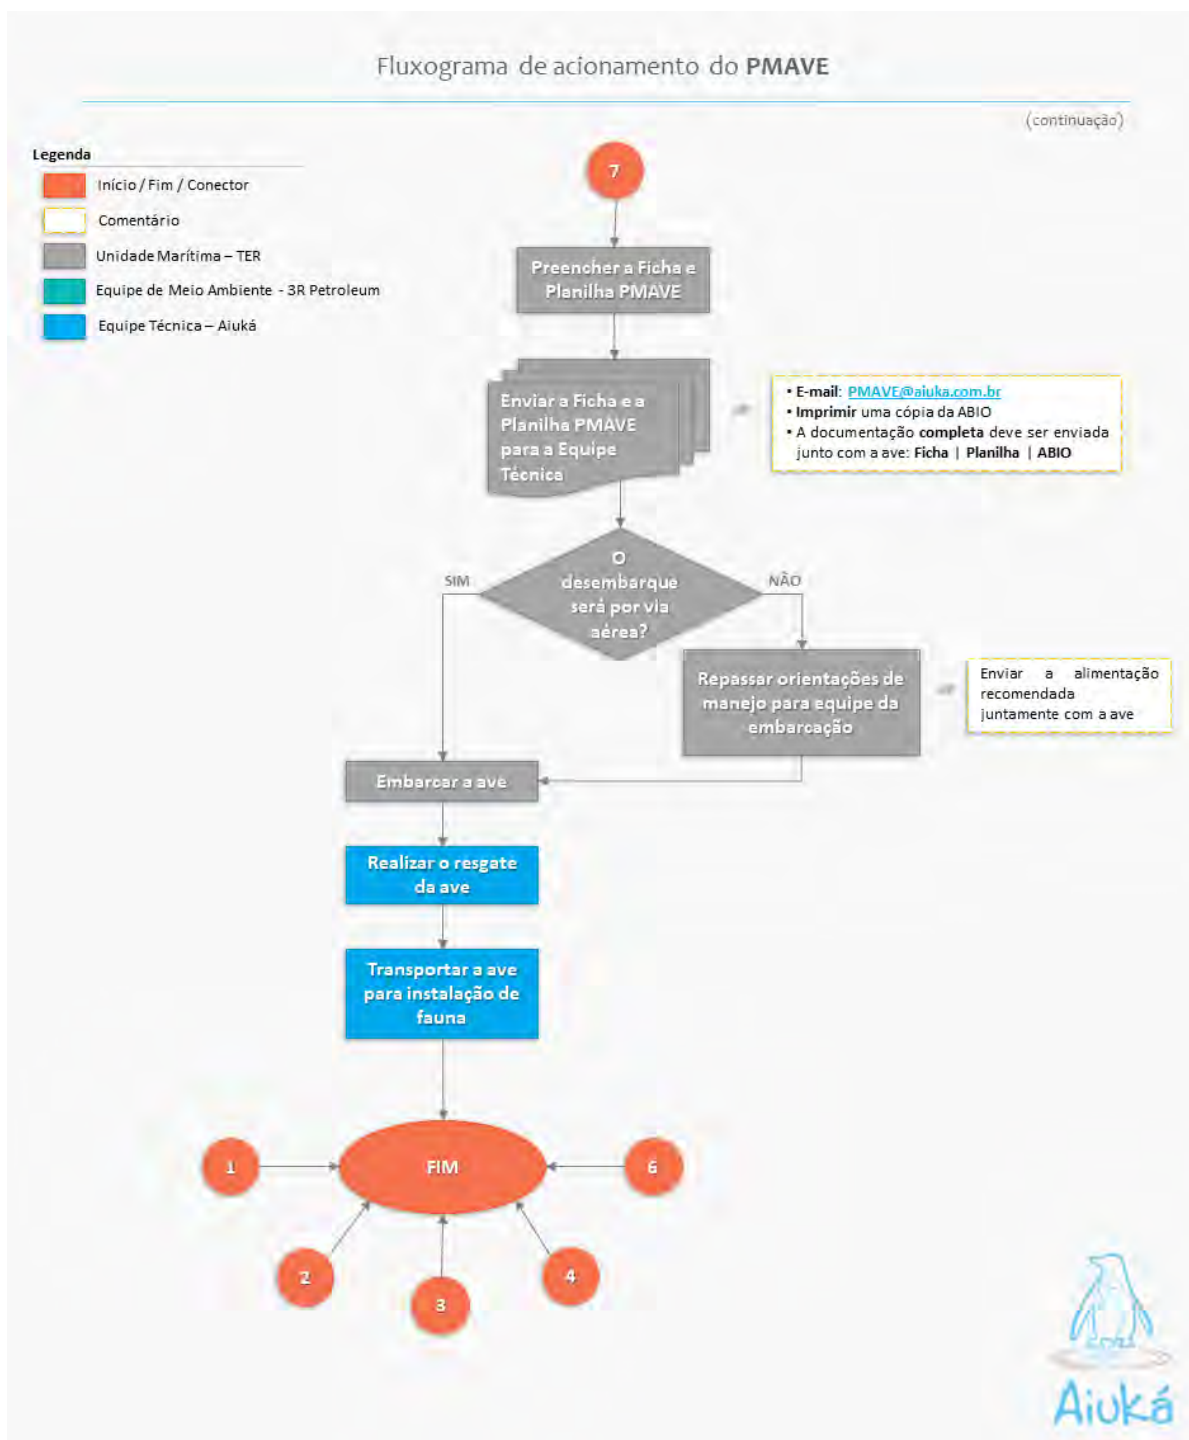 Fluxograma de acionamento do PMAVE
(continuação)
Legenda
Início / Fim / Conector
Comentário
Unidade Marítima – TER
Equipe de Meio Ambiente - 3R Petroleum
Equipe Técnica – Aiuká
7
Preencher a Ficha e
Planilha PMAVE
Enviar a Ficha e a
Planilha PMAVE
para a Equipe
Técnica
• E-mail: PMAVE@aiuka.com.br
• Imprimir uma cópia da ABIO
• A documentação completa deve ser enviada
junto com a ave: Ficha | Planilha | ABIO
O
desembarque
será por via
aérea?
SIM
NÃO
Repassar orientações de
manejo para equipe da
embarcação
Enviar a alimentação
recomendada
juntamente com a ave
Embarcar a ave
Realizar o resgate
da ave
Transportar a ave
para instalação de
fauna
FIM
1
6
2
3
4
Aiuká